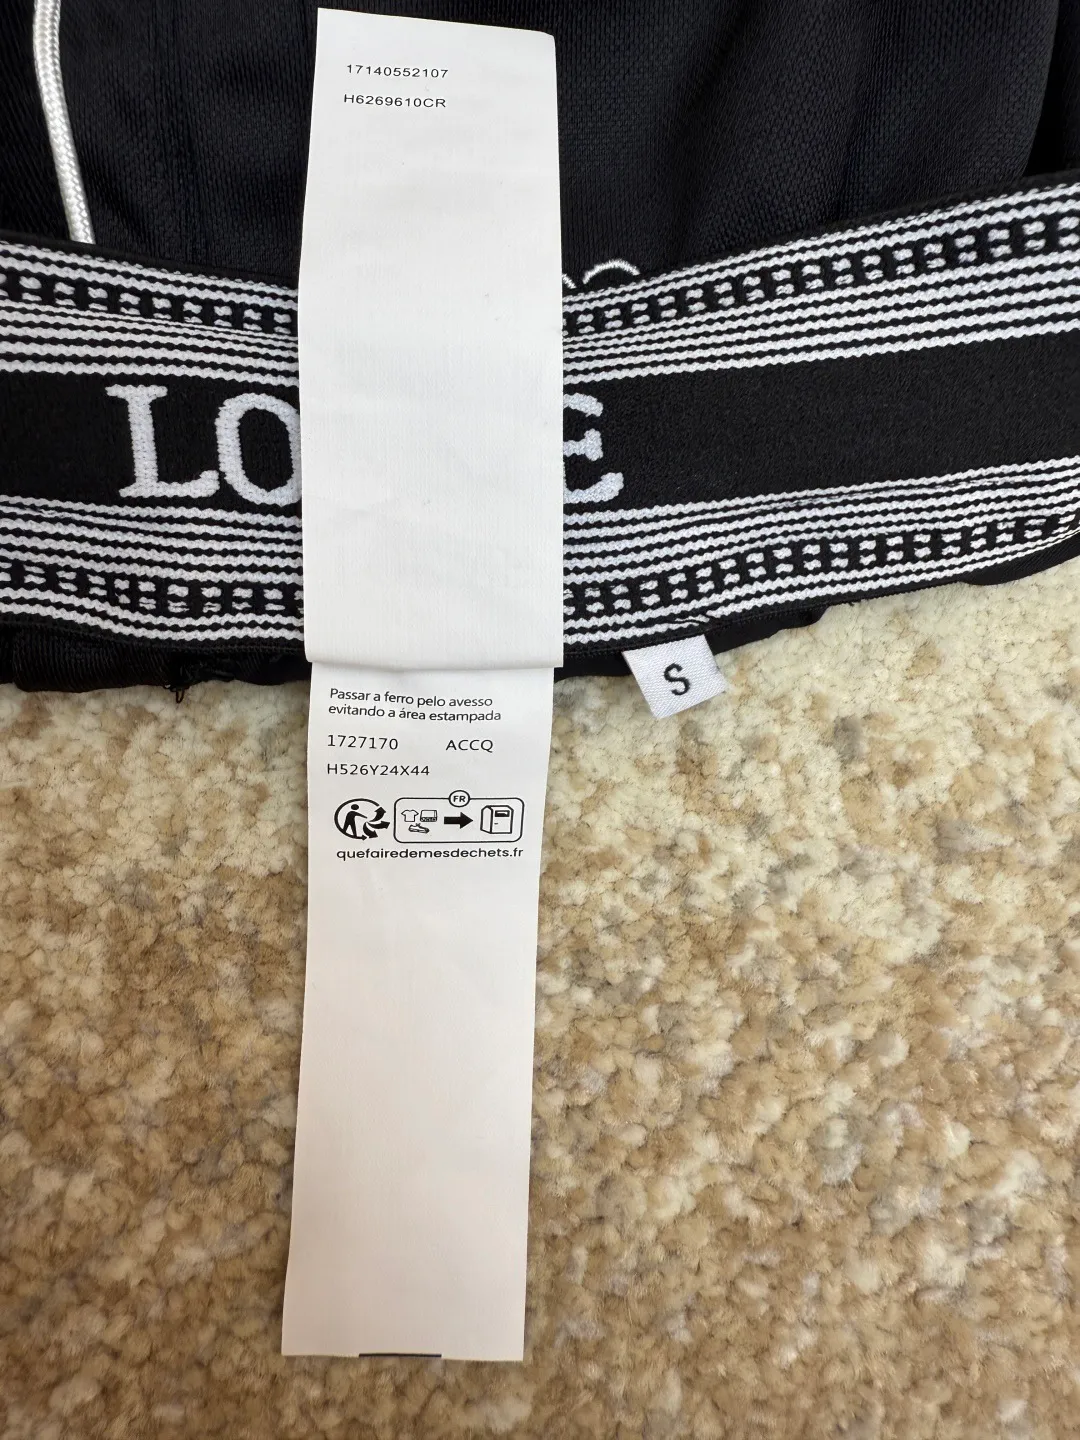 17140552107
H6269610CR
LO E
S
Passar a ferro pelo avesso
evitando a área estampada
1727170 ACCQ
H526Y24X44
FR
quefairedemesdechets.fr